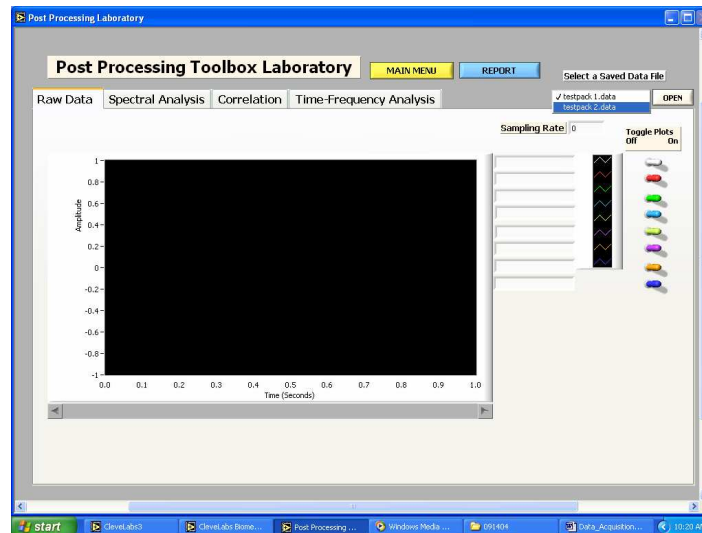 Post Processing Laboratory
Post Processing Toolbox Laboratory
MAIN MENU
REPORT
Select a Saved Data File
✓ testpack 1.data
testpack 2.data
OPEN
Raw Data Spectral Analysis Correlation Time-Frequency Analysis
Sampling Rate 0
Toggle Plots
Off On
Amplitude
1
0.8
0.6
0.4
0.2
0
-0.2
-0.4
-0.6
-0.8
-1
0.0 0.1 0.2 0.3 0.4 0.5 0.6 0.7 0.8 0.9 1.0
Time (Seconds)
start CleveLabs3 CleveLabs Biome... Post Processing ... Windows Media ... 091404 Data_Acquisition... 10:20 AM